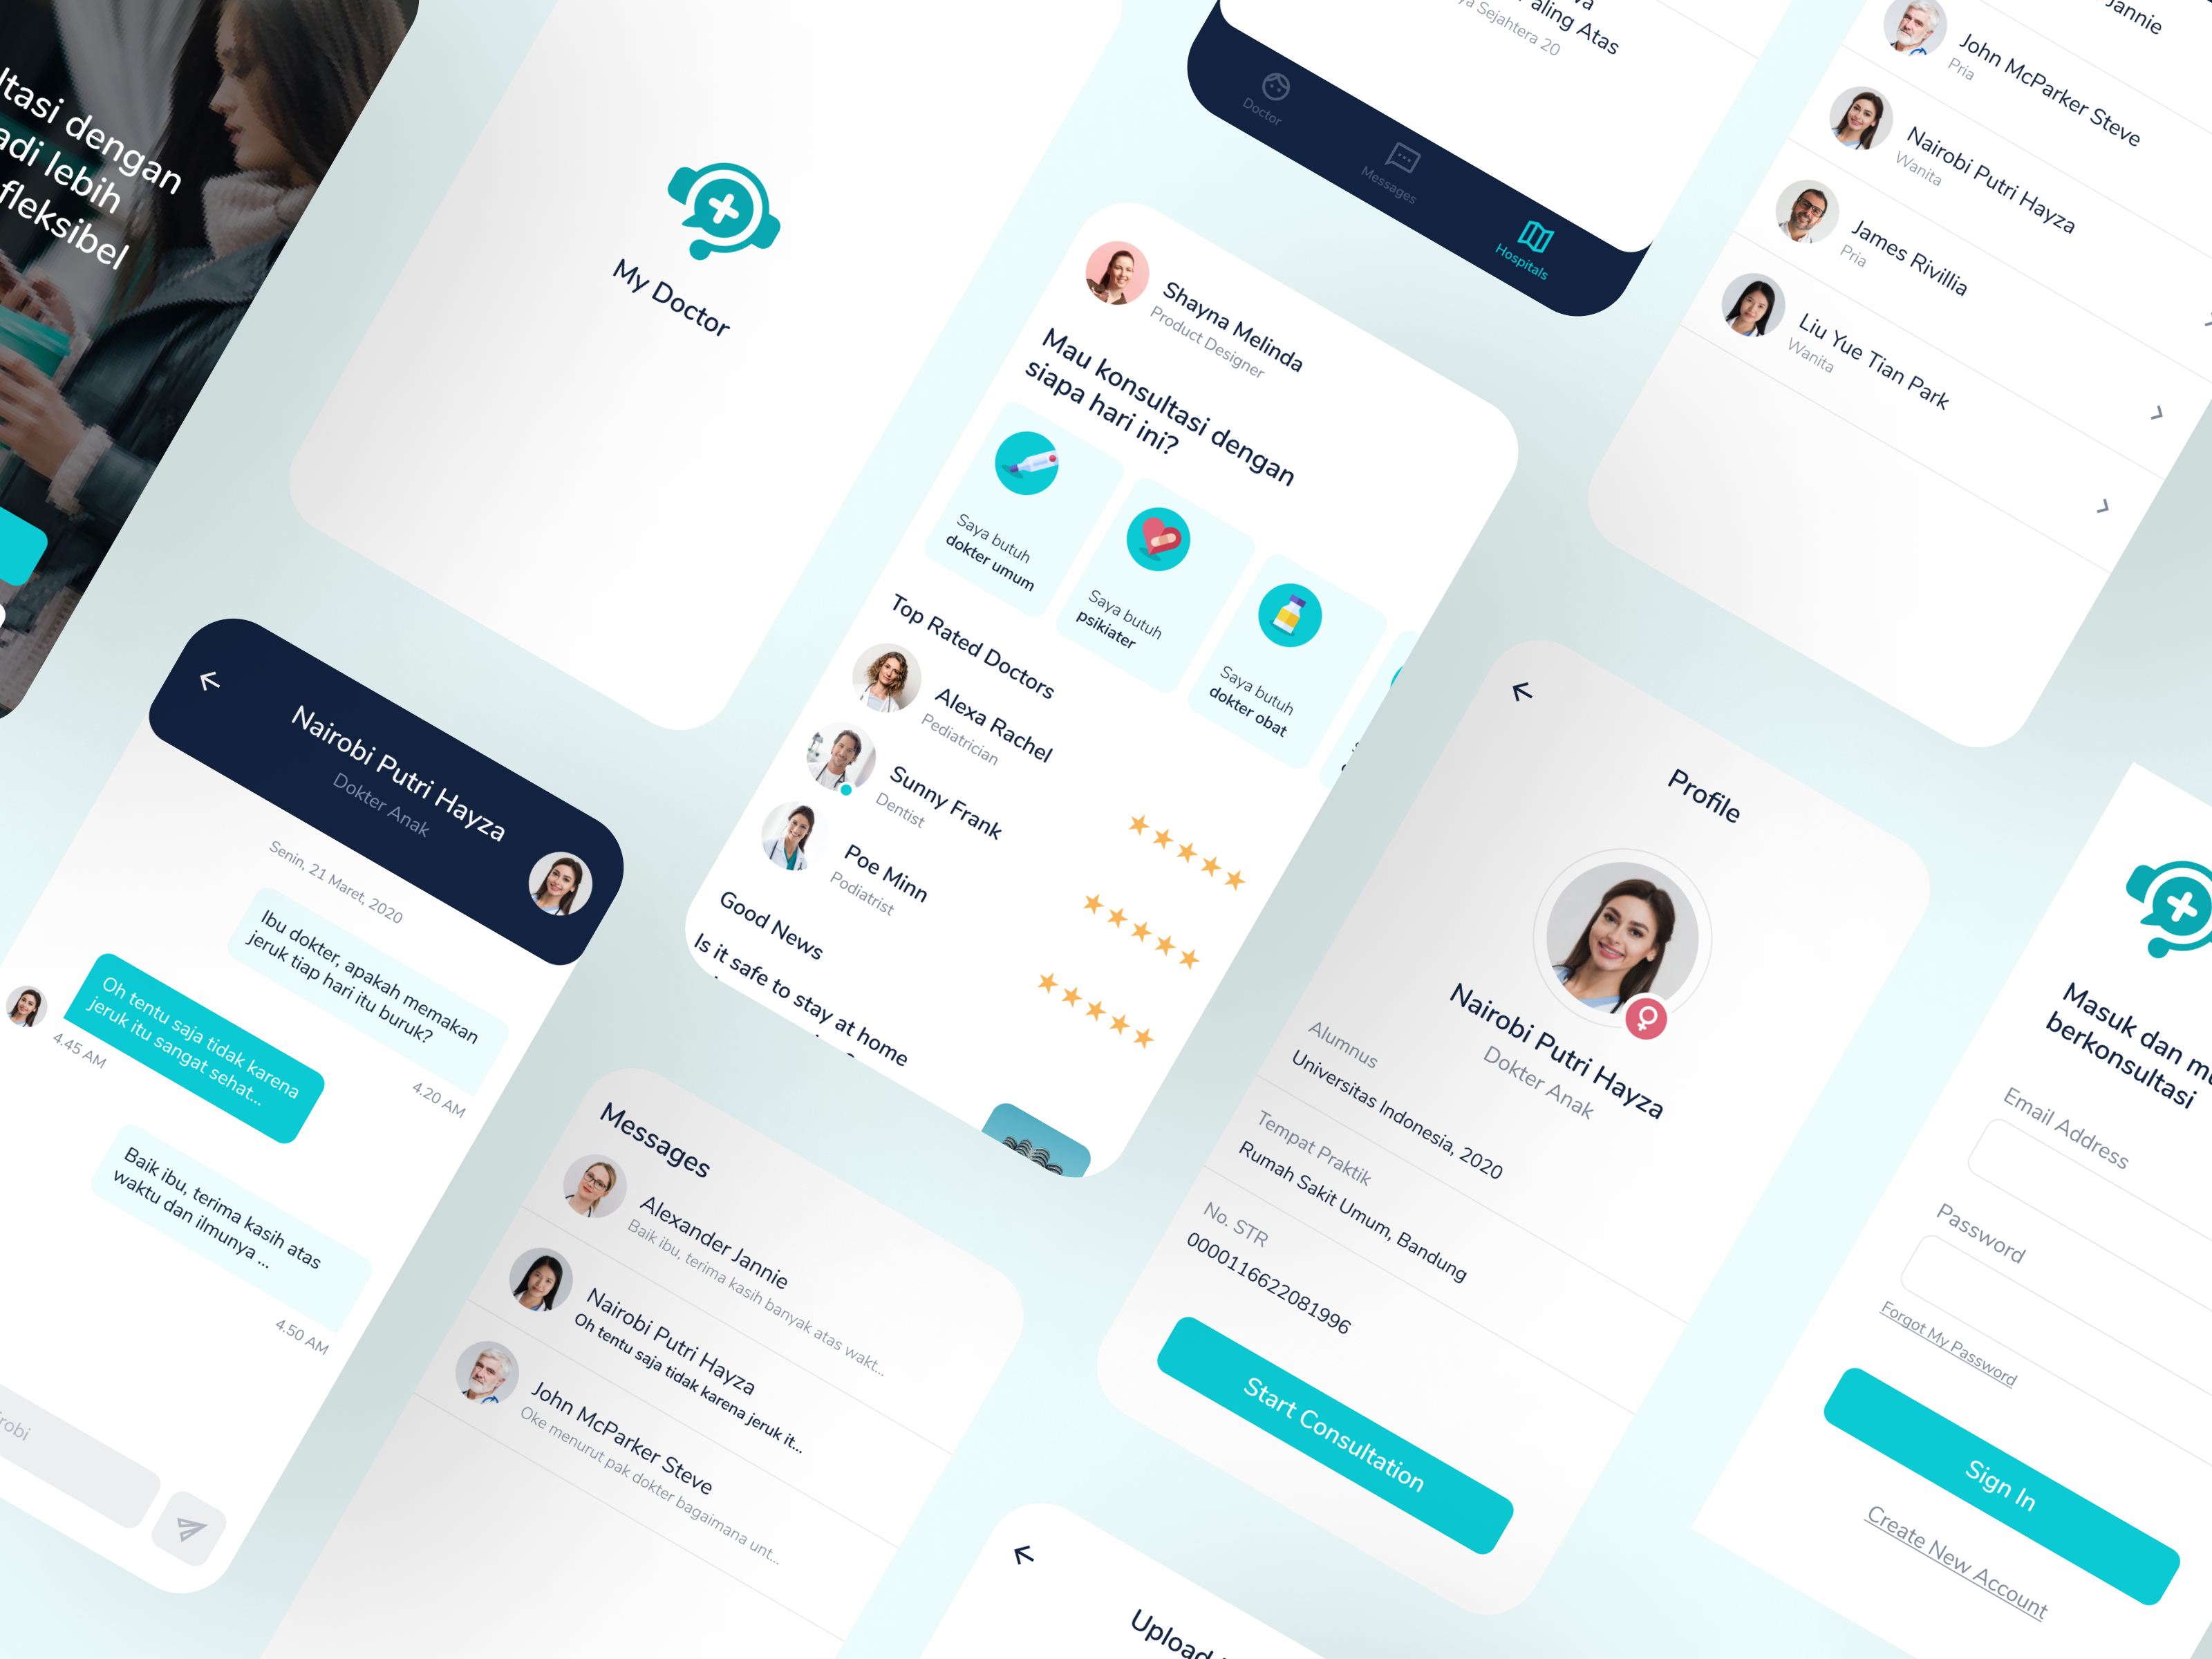 dengan
lebih
fleksibel
My Doctor
Shayna Melinda
Product Designer
Mau konsultasi dengan
siapa hari ini?
Saya butuh
dokter umum
Saya butuh
psikiater
Saya butuh
dokter obat
Top Rated Doctors
Alexa Rachel
Pediatrician
Sunny Frank
Dentist
Poe Minn
Podiatrist
Good News
Is it safe to stay at home
Sejahtera 20
Atas
Doctor
Messages
Hospitals
Jannie
John McParker Steve
Pria
Nairobi Putri Hayza
Wanita
James Rivillia
Pria
Liu Yue Tian Park
Wanita
Nairobi Putri Hayza
Dokter Anak
Senin, 21 Maret, 2020
Ibu dokter, apakah memakan
jeruk tiap hari itu buruk?
4.20 AM
Oh tentu saja tidak karena
jeruk itu sangat sehat...
4.45 AM
Baik ibu, terima kasih atas
waktu dan ilmunya ...
4.50 AM
Messages
Alexander Jannie
Baik ibu, terima kasih banyak atas wakt...
Nairobi Putri Hayza
Oh tentu saja tidak karena jeruk it...
John McParker Steve
Oke menurut pak dokter bagaimana unt...
Profile
Nairobi Putri Hayza
Dokter Anak
Alumnus
Universitas Indonesia, 2020
Tempat Praktik
Rumah Sakit Umum, Bandung
No. STR
0000116622081996
Start Consultation
Upload
Masuk dan
berkonsultasi
Email Address
Password
Forgot My Password
Sign In
Create New Account